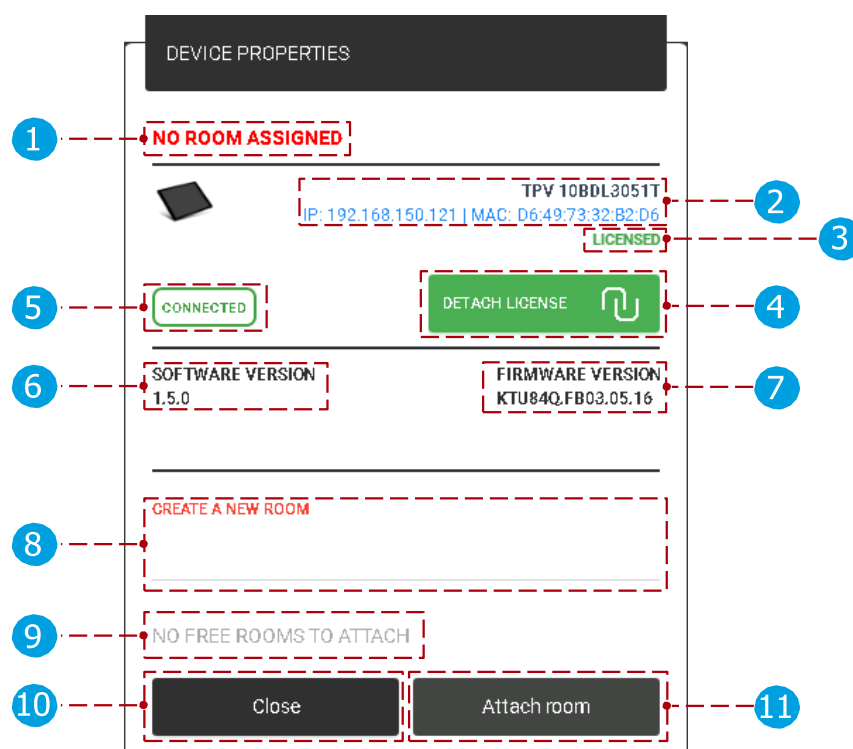 DEVICE PROPERTIES
1
NO ROOM ASSIGNED
TPV 10BDL3051T
2
IP: 192.168.150.121 | MAC: D6:49:73:32:B2:D6
LICENSED
3
5
CONNECTED
DETACH LICENSE
4
6
SOFTWARE VERSION
1.5.0
FIRMWARE VERSION
KTU84Q.FB03.05.16
7
CREATE A NEW ROOM
8
9
NO FREE ROOMS TO ATTACH
10
Close
Attach room
11